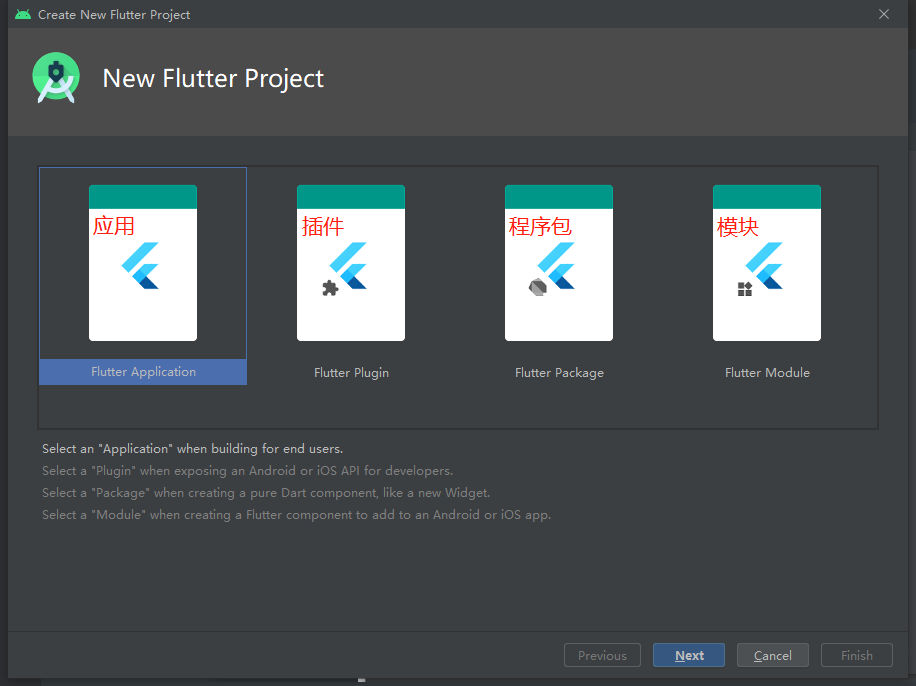 Create New Flutter Project
New Flutter Project
应用
插件
程序包
模块
Flutter Application
Flutter Plugin
Flutter Package
Flutter Module
Select an "Application" when building for end users.
Select a "Plugin" when exposing an Android or iOS API for developers.
Select a "Package" when creating a pure Dart component, like a new Widget.
Select a "Module" when creating a Flutter component to add to an Android or iOS app.
Previous
Next
Cancel
Finish